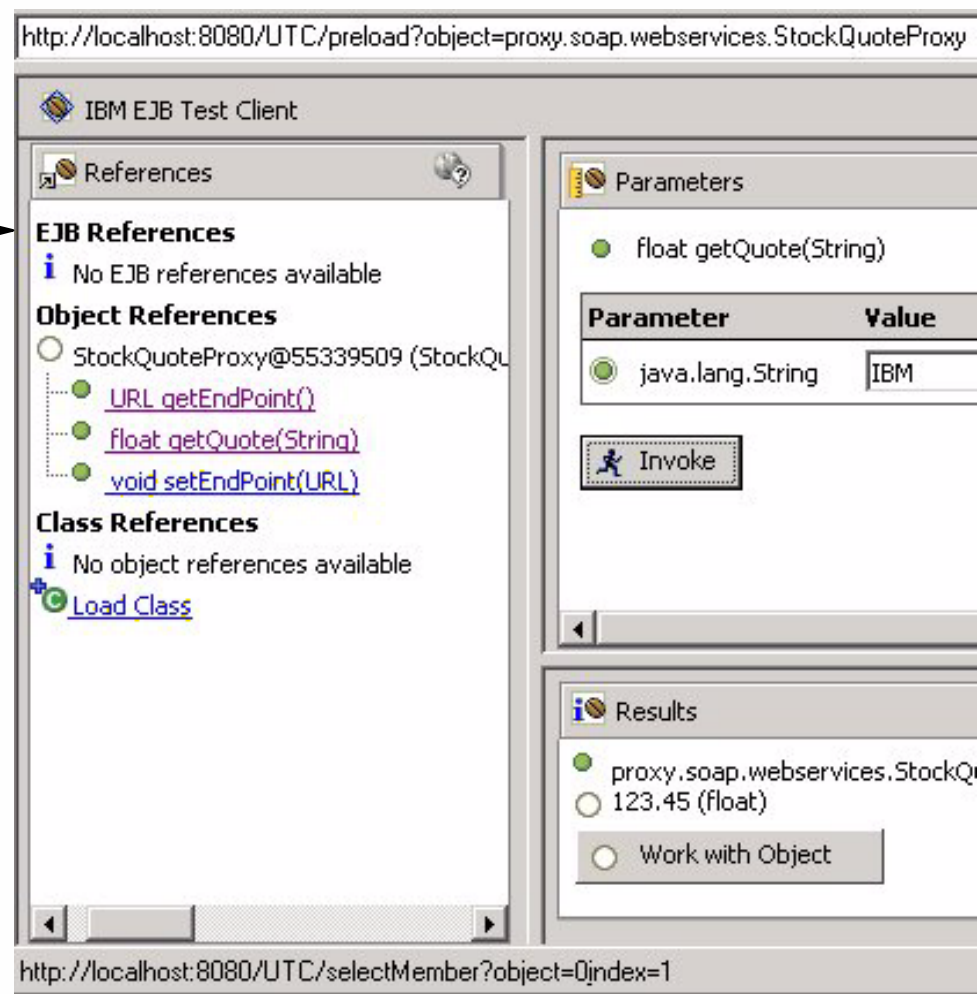 http://localhost:8080/UTC/preload?object=proxy.soap.webservices.StockQuoteProxy
IBM EJB Test Client
References
EJB References
i No EJB references available
Object References
StockQuoteProxy@55339509 (StockQu
URL getEndPoint()
float getQuote(String)
void setEndPoint(URL)
Class References
i No object references available
C Load Class
Parameters
float getQuote(String)
Parameter Value
java.lang.String IBM
Invoke
i Results
proxy.soap.webservices.StockQu
123.45 (float)
Work with Object
http://localhost:8080/UTC/selectMember?object=0jndex=1